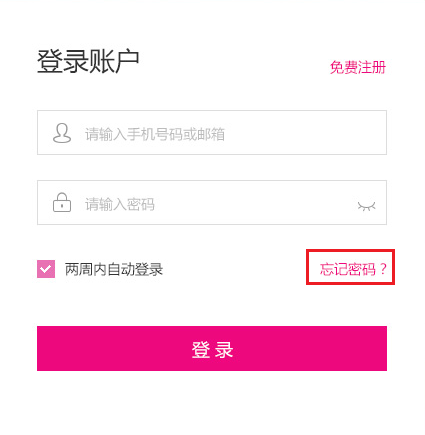 登录账户
免费注册
请输入手机号码或邮箱
请输入密码
两周内自动登录
忘记密码？
登 录